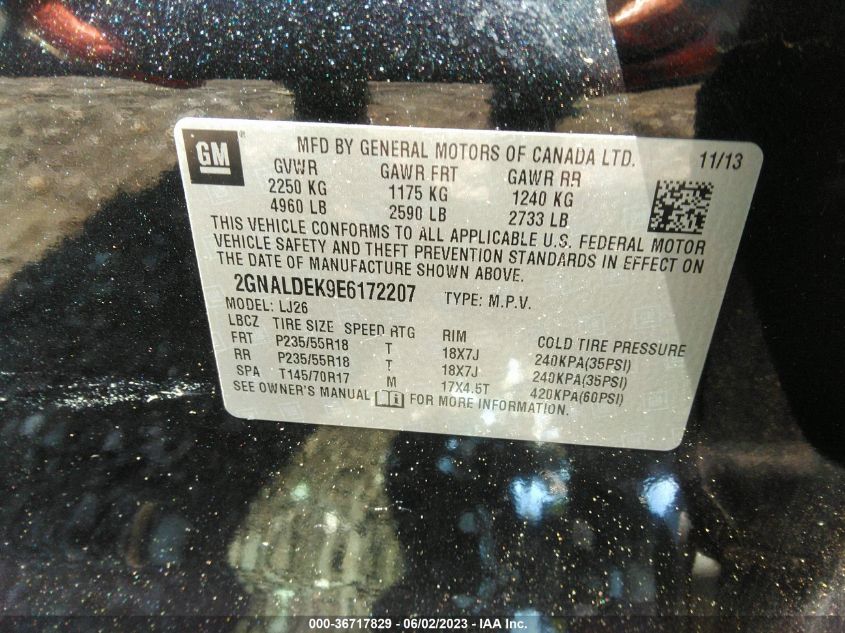 GM ® MFD BY GENERAL MOTORS OF CANADA LTD. 11/13
GVWR GAWR FRT GAWR RR
2250 KG 1175 KG 1240 KG
4960 LB 2590 LB 2733 LB
THIS VEHICLE CONFORMS TO ALL APPLICABLE U.S. FEDERAL MOTOR
VEHICLE SAFETY AND THEFT PREVENTION STANDARDS IN EFFECT ON
THE DATE OF MANUFACTURE SHOWN ABOVE.
2GNALDEK9E6172207 TYPE: M.P.V.
MODEL: LJ26
LBCZ TIRE SIZE SPEED RTG RIM COLD TIRE PRESSURE
FRT P235/55R18 T 18X7J 240KPA(35PSI)
RR P235/55R18 T 18X7J 240KPA(35PSI)
SPA T145/70R17 M 17X4.5T 420KPA(60PSI)
SEE OWNER'S MANUAL FOR MORE INFORMATION.
000-36717829 - 06/02/2023 - IAA Inc.